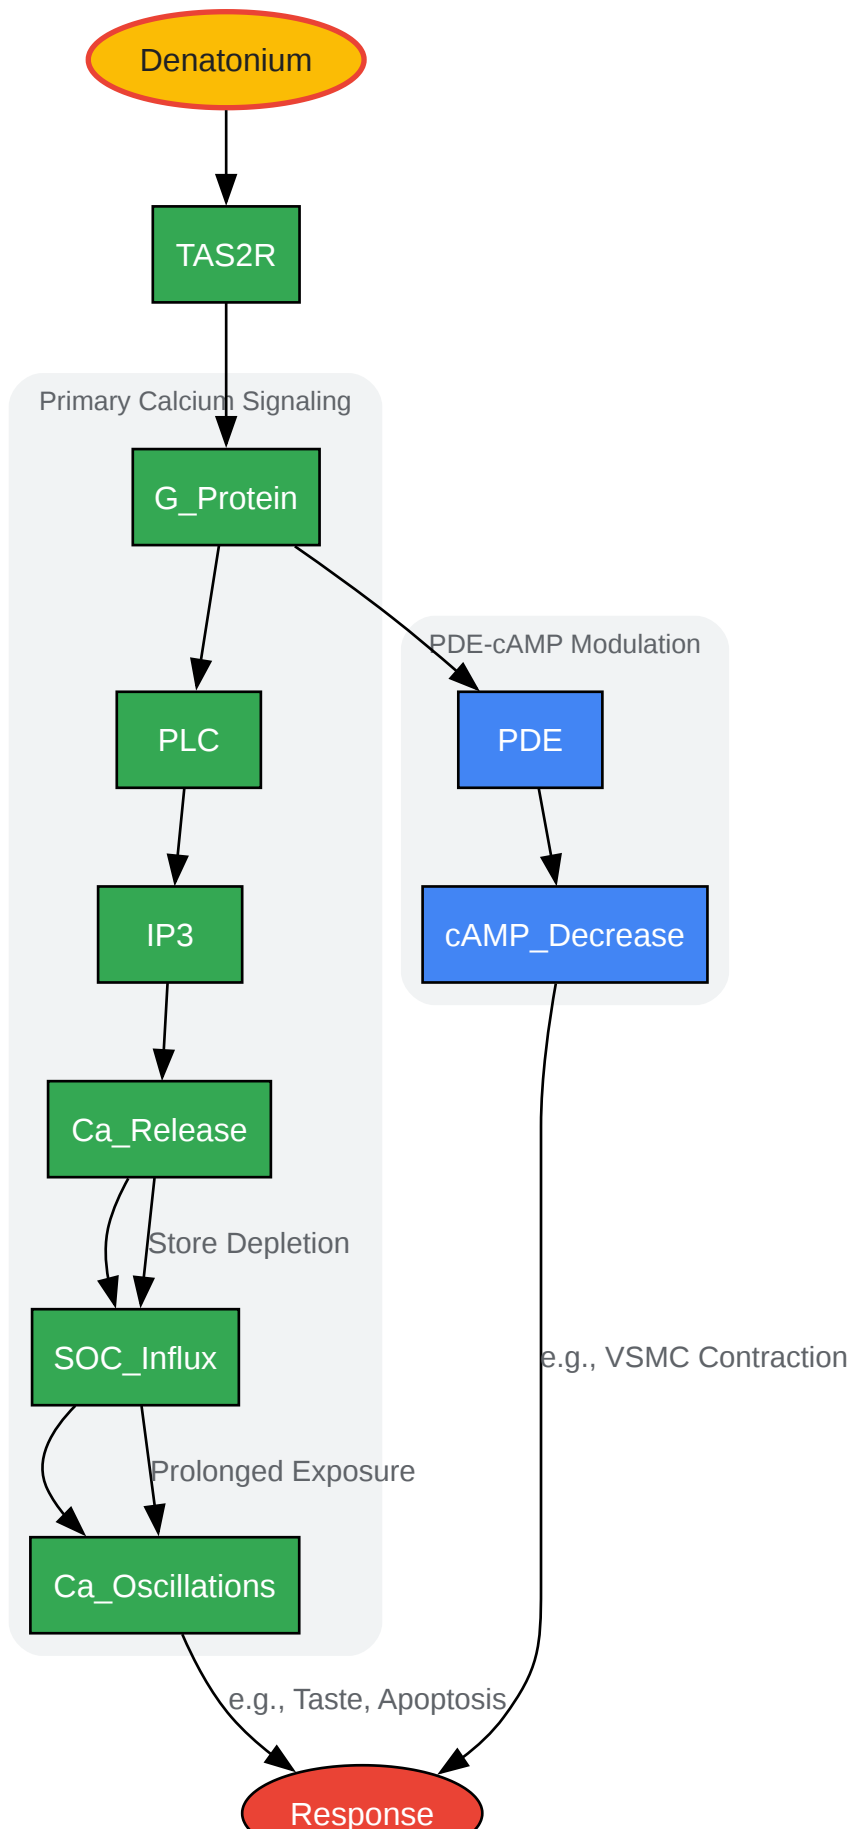 Denatonium
TAS2R
Primary Calcium Signaling
G_Protein
PDE-cAMP Modulation
PLC
PDE
IP3
cAMP_Decrease
Ca_Release
Store Depletion
SOC_Influx
e.g., VSMC Contraction
Prolonged Exposure
Ca_Oscillations
e.g., Taste, Apoptosis
Response